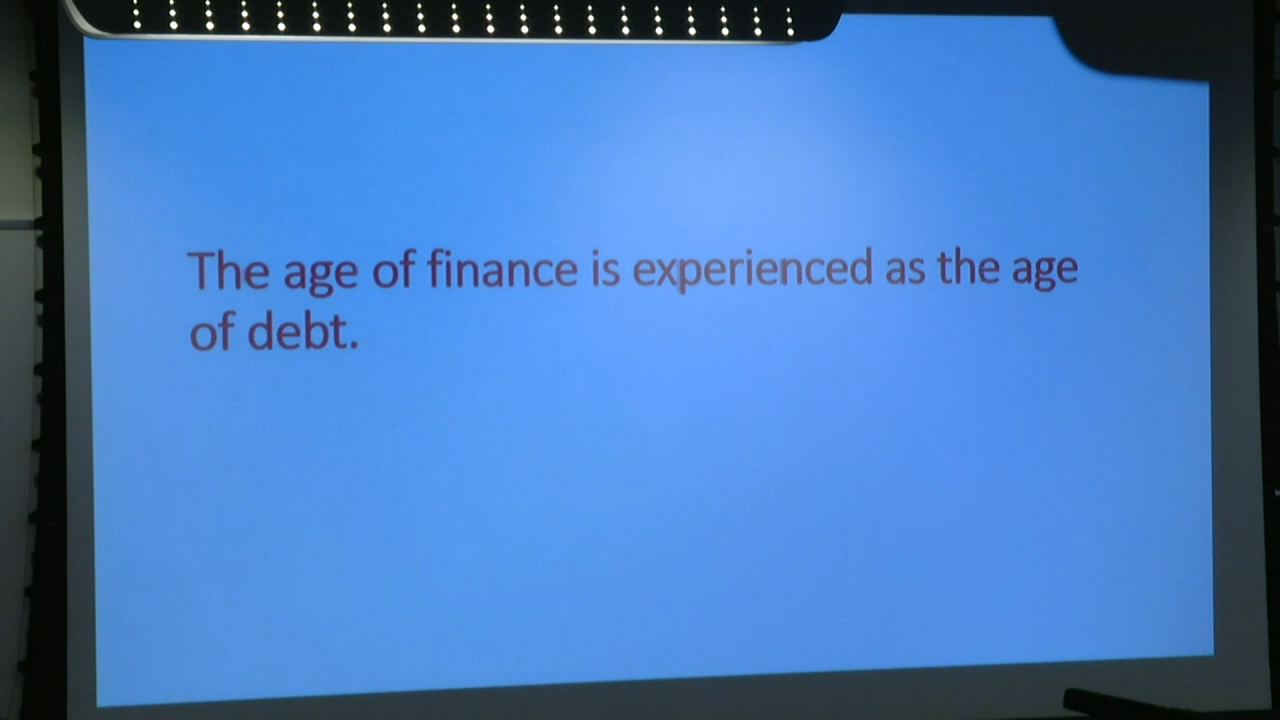 The age of finance is experienced as the age
of debt.